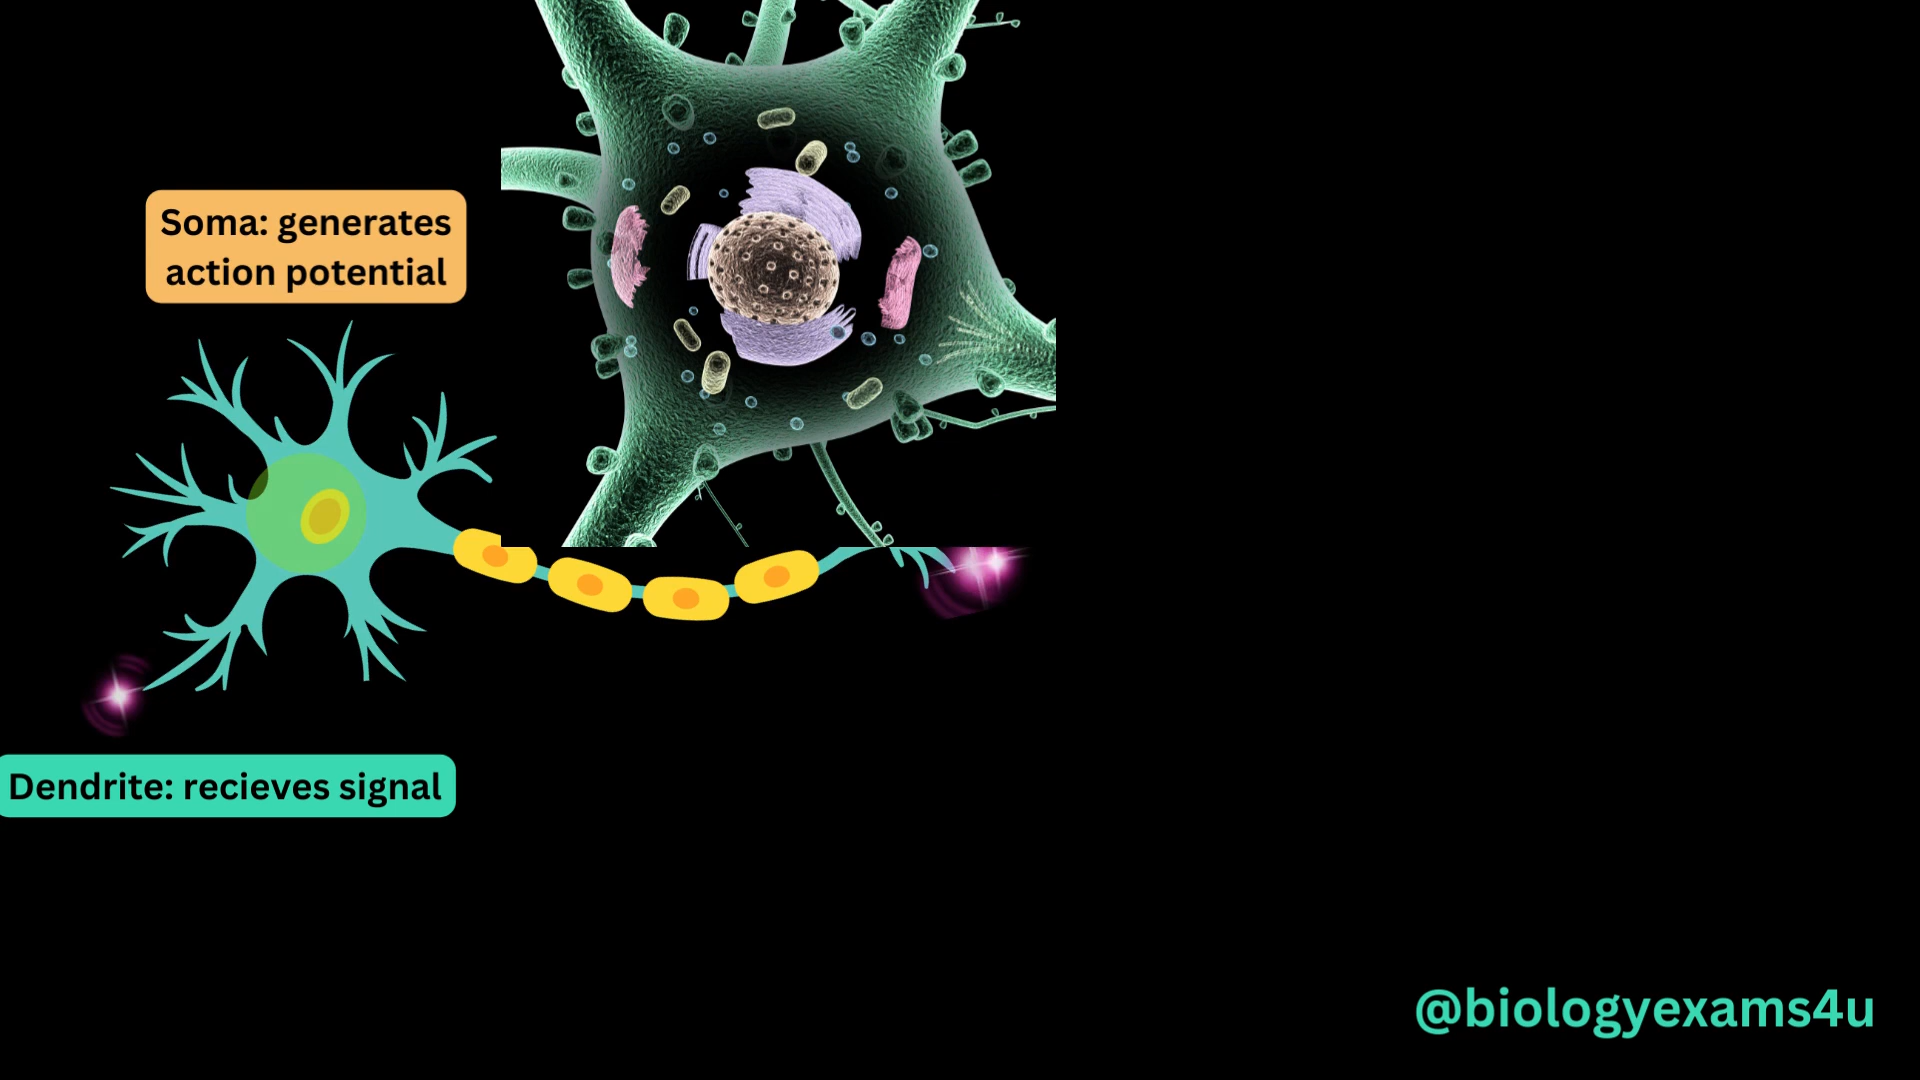 Soma: generates
action potential
Dendrite: recieves signal
@biologyexams4u